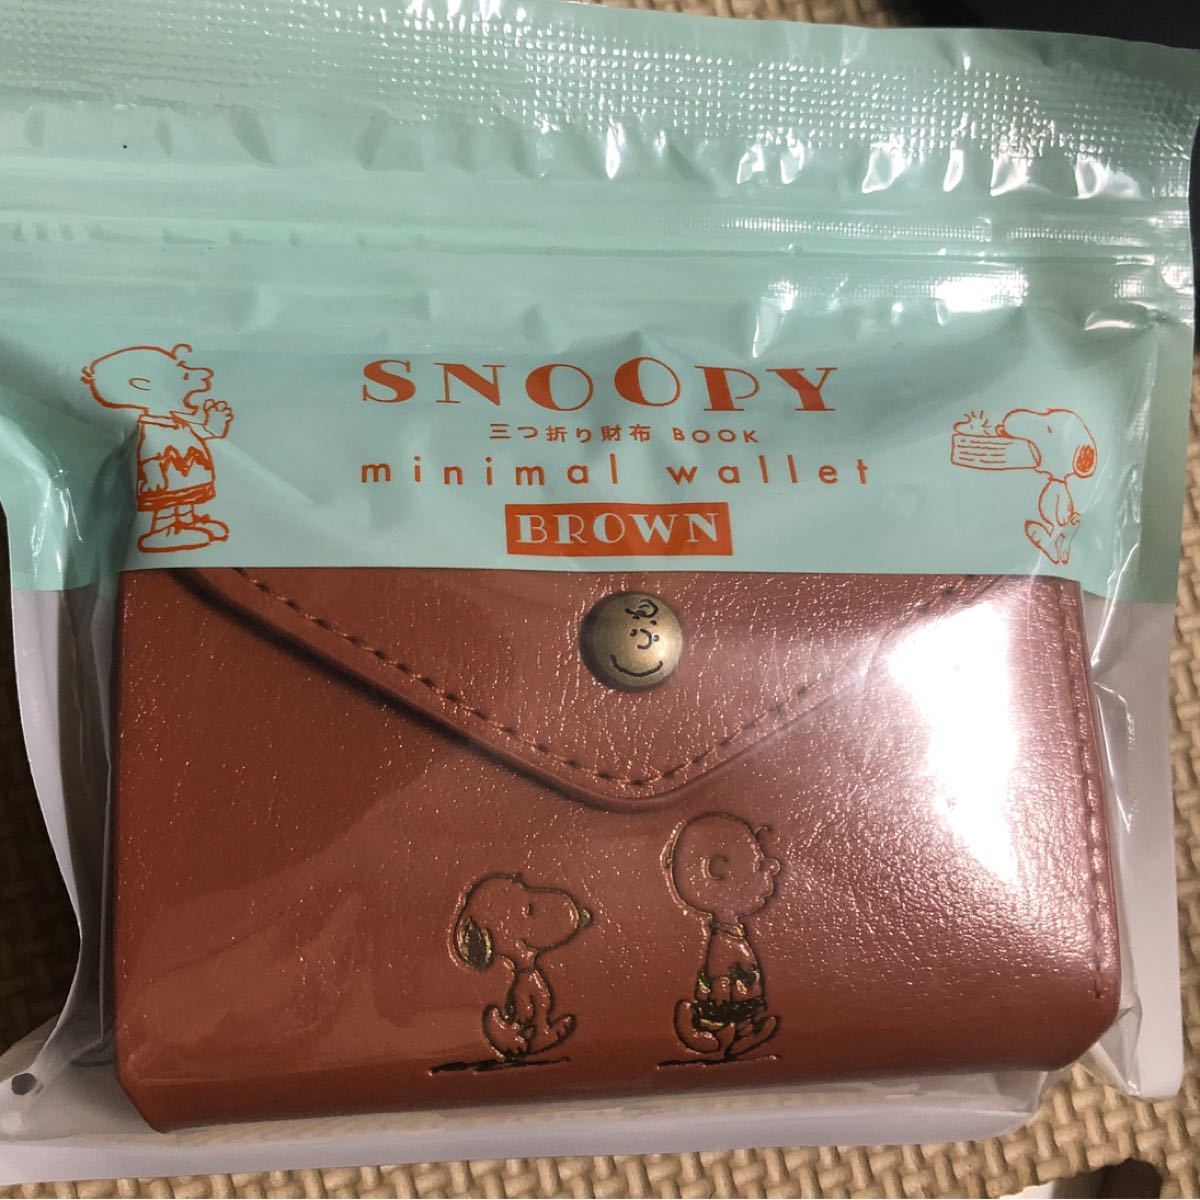 SNOOPY
三つ折り財布 BOOK
minimal wallet
BROWN